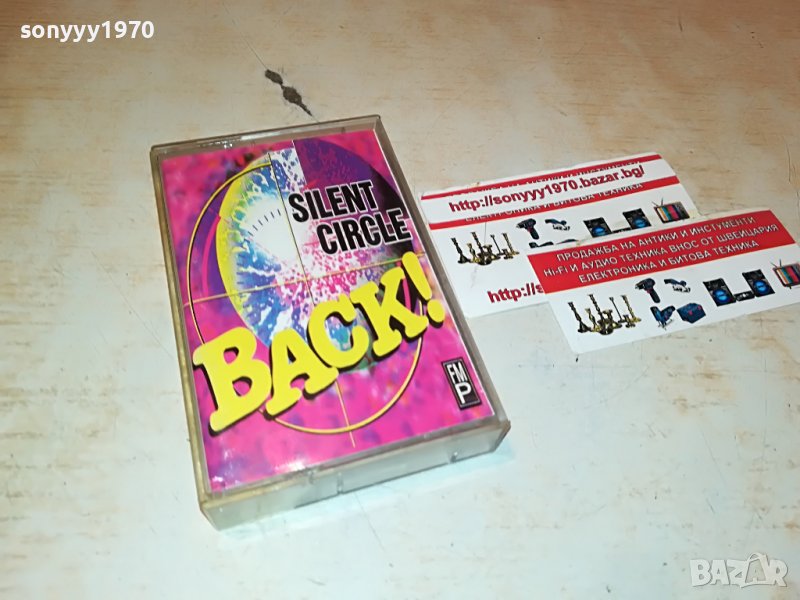 sonyyy1970
SILENT
CIRCLE
BACK!
FM
P
http://sonyyy1970.bazar.bg/
ЕЛЕКТРОНИКА И БИТОВА ТЕХНИКА
http://s
ПРОДАЖБА НА АНТИКИ И ИНСТРУМЕНТИ
HI-FI И АУДИО ТЕХНИКА ВНОС ОТ ШВЕЙЦАРИЯ
ЕЛЕКТРОНИКА И БИТОВА ТЕХНИКА
BAZAR